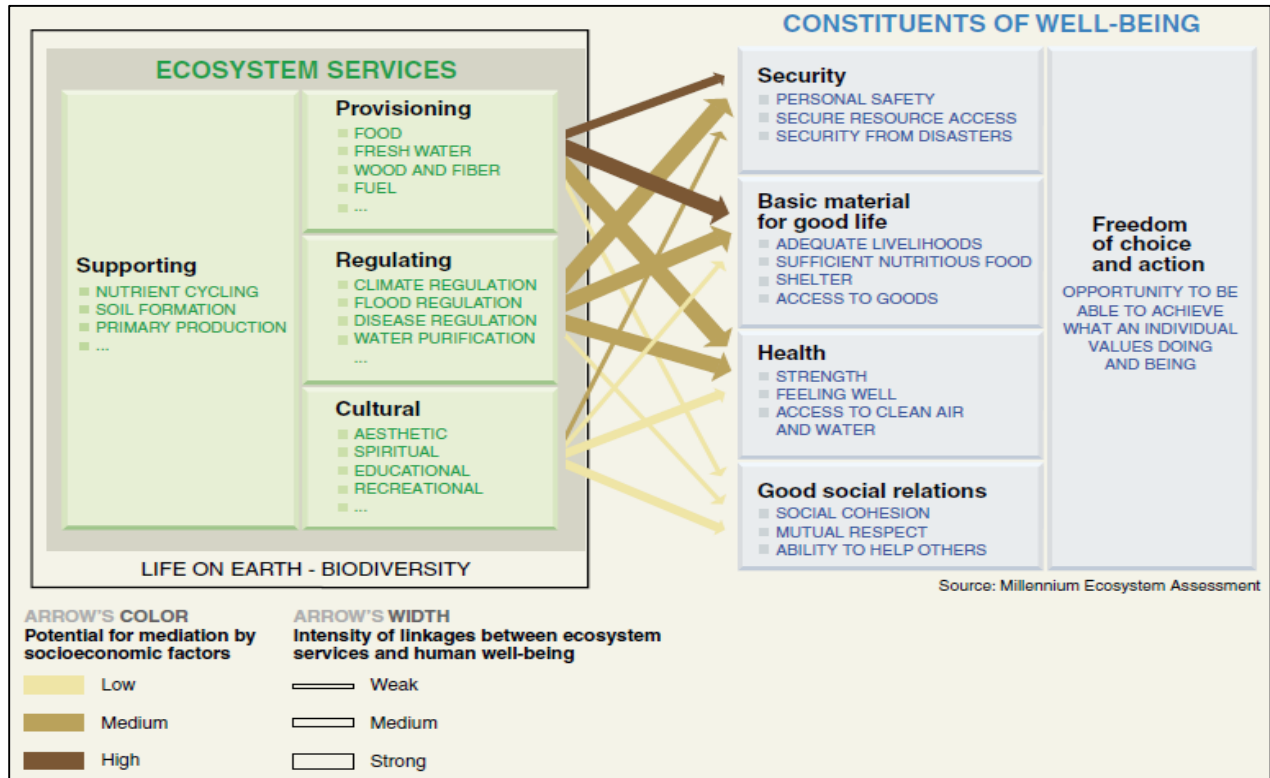 CONSTITUENTS OF WELL-BEING
ECOSYSTEM SERVICES
Supporting
NUTRIENT CYCLING
SOIL FORMATION
PRIMARY PRODUCTION
...
Provisioning
FOOD
FRESH WATER
WOOD AND FIBER
FUEL
...
Regulating
CLIMATE REGULATION
FLOOD REGULATION
DISEASE REGULATION
WATER PURIFICATION
...
Cultural
AESTHETIC
SPIRITUAL
EDUCATIONAL
RECREATIONAL
...
LIFE ON EARTH - BIODIVERSITY
Security
PERSONAL SAFETY
SECURE RESOURCE ACCESS
SECURITY FROM DISASTERS
Basic material
for good life
ADEQUATE LIVELIHOODS
SUFFICIENT NUTRITIOUS FOOD
SHELTER
ACCESS TO GOODS
Health
STRENGTH
FEELING WELL
ACCESS TO CLEAN AIR
AND WATER
Good social relations
SOCIAL COHESION
MUTUAL RESPECT
ABILITY TO HELP OTHERS
Freedom
of choice
and action
OPPORTUNITY TO BE
ABLE TO ACHIEVE
WHAT AN INDIVIDUAL
VALUES DOING
AND BEING
Source: Millennium Ecosystem Assessment
ARROW'S COLOR
Potential for mediation by
socioeconomic factors
Low
Medium
High
ARROW'S WIDTH
Intensity of linkages between ecosystem
services and human well-being
Weak
Medium
Strong